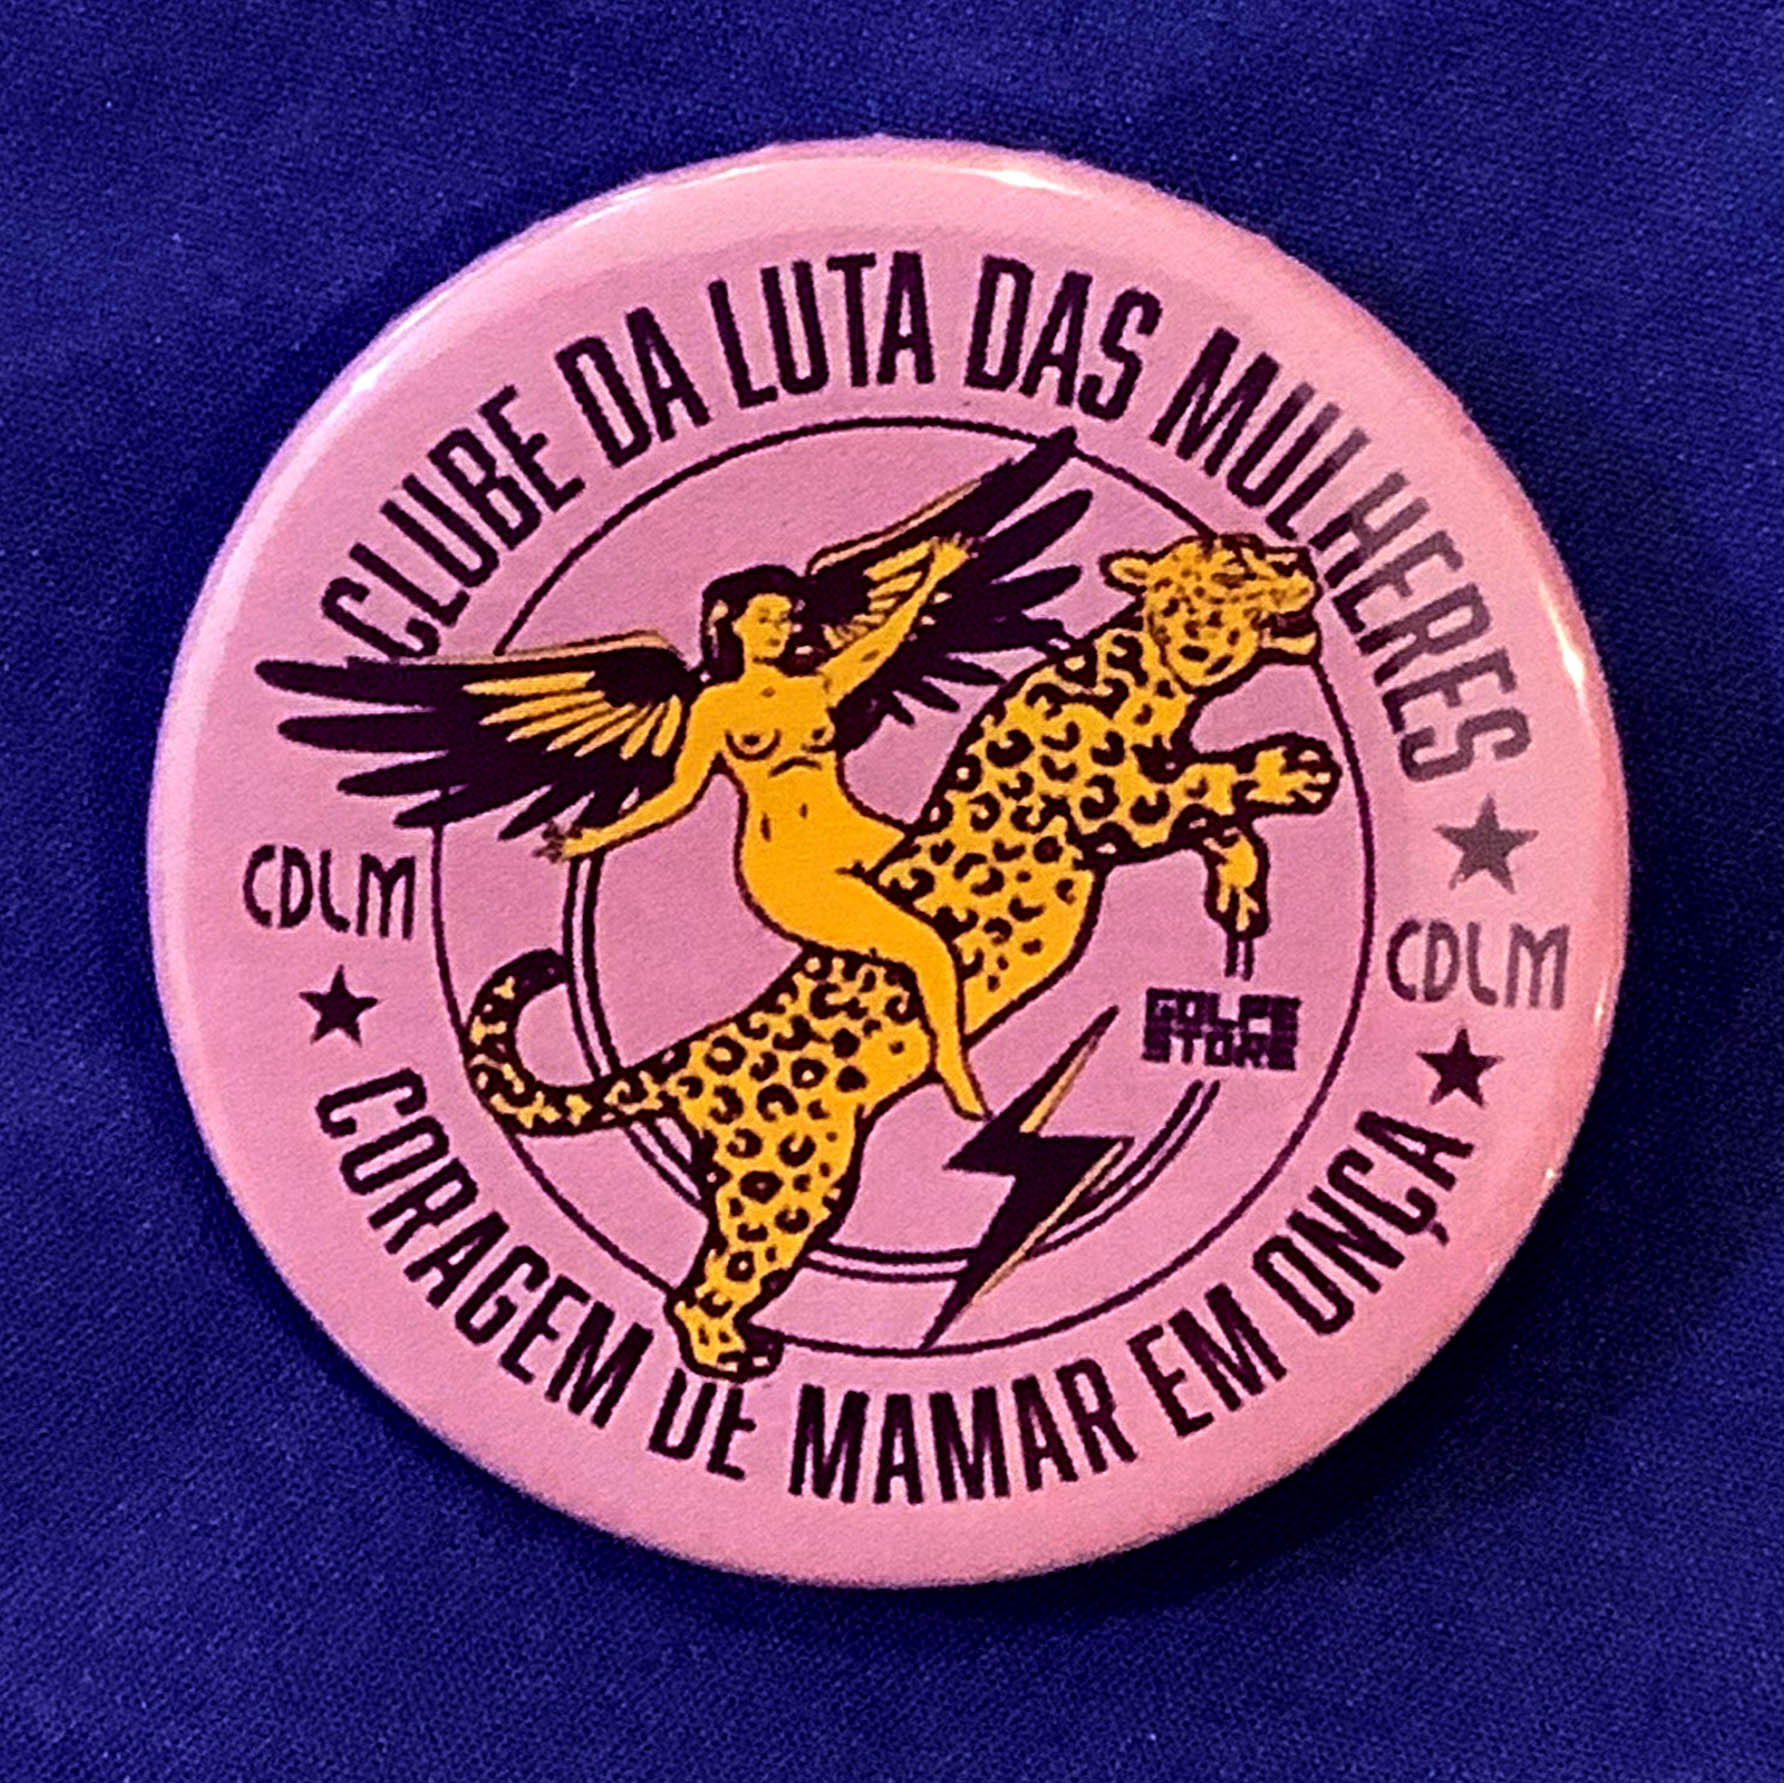 CLUBE DA LUTA DAS MULHERES
CDLM
CDLM
GOLPE
STORE
CORAGEM DE MAMAR EM ONÇA